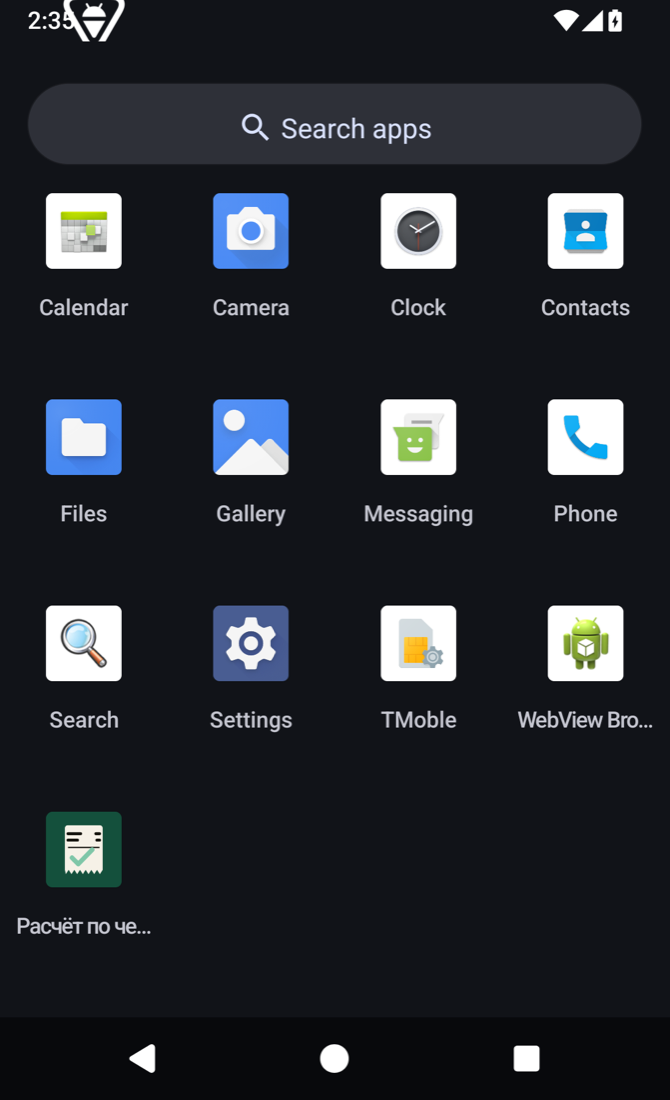 2:35
Search apps
Calendar Camera Clock Contacts
Files Gallery Messaging Phone
Search Settings TMoble WebView Bro...
Расчёт по че...